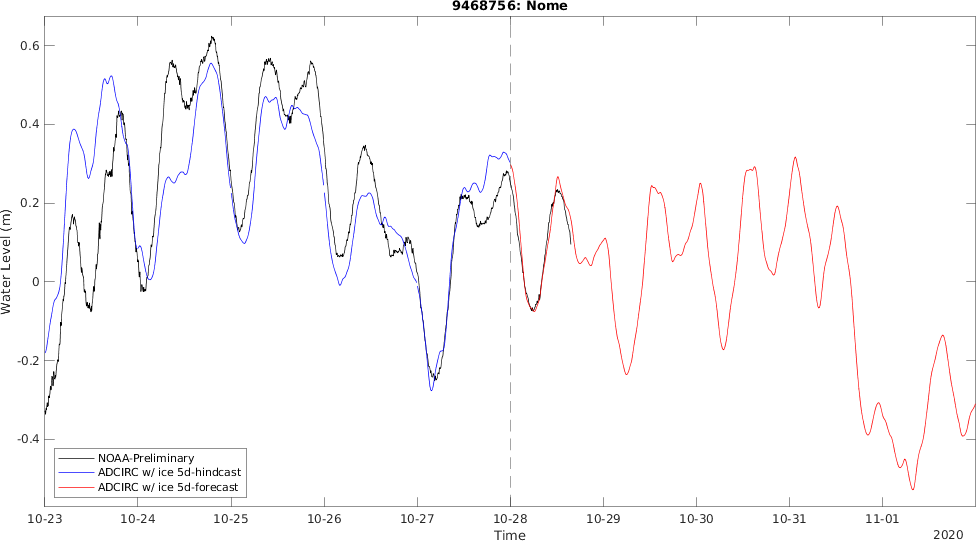 9468756: Nome
Water Level (m)
0.6
0.4
0.2
0
-0.2
-0.4
NOAA-Preliminary
ADCIRC w/ ice 5d-hindcast
ADCIRC w/ ice 5d-forecast
10-23 10-24 10-25 10-26 10-27 10-28 10-29 10-30 10-31 11-01
Time
2020